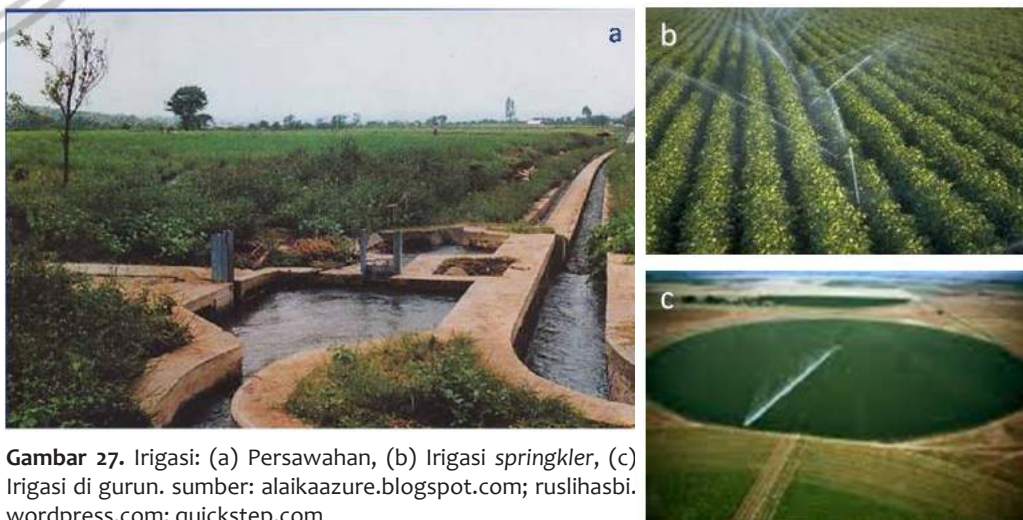 a
b
c
Gambar 27. Irigasi: (a) Persawahan, (b) Irigasi springkler, (c)
Irigasi di gurun. sumber: alaikaazure.blogspot.com; ruslihasbi.
wordpress.com; quickstep.com